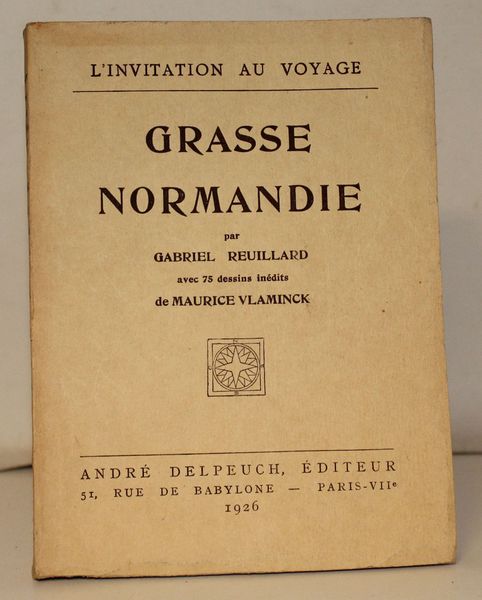 L'INVITATION AU VOYAGE
GRASSE
NORMANDIE
par
GABRIEL REUILLARD
avec 75 dessins inédits
de MAURICE VLAMINCK
ANDRÉ DELPEUCH, ÉDITEUR
51, RUE DE BABYLONE — PARIS-VIIe
1926